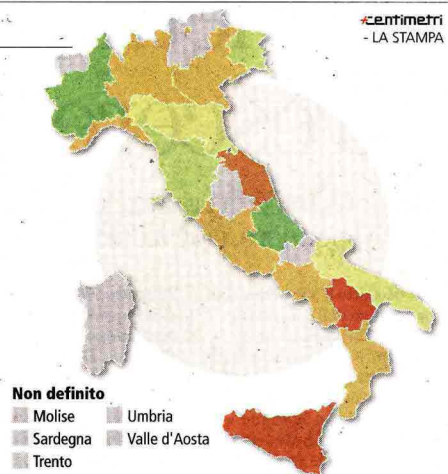 centimetri
- LA STAMPA
Non definito
Molise
Umbria
Sardegna
Valle d'Aosta
Trento